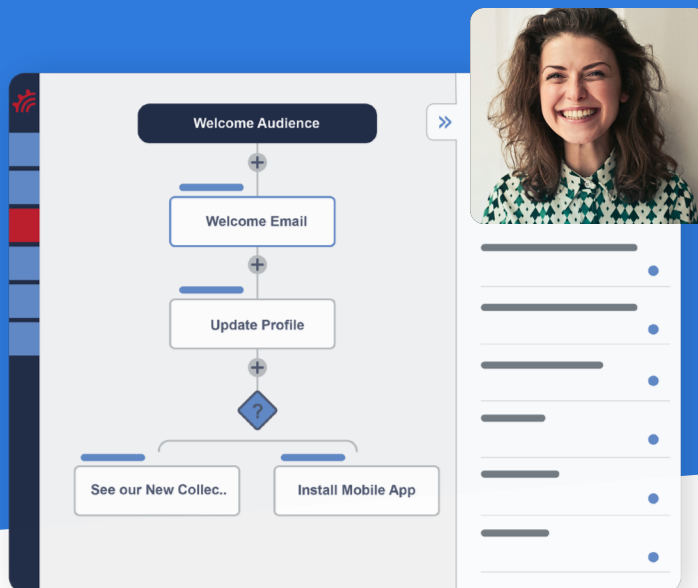 Welcome Audience
Welcome Email
Update Profile
?
See our New Collec..
Install Mobile App